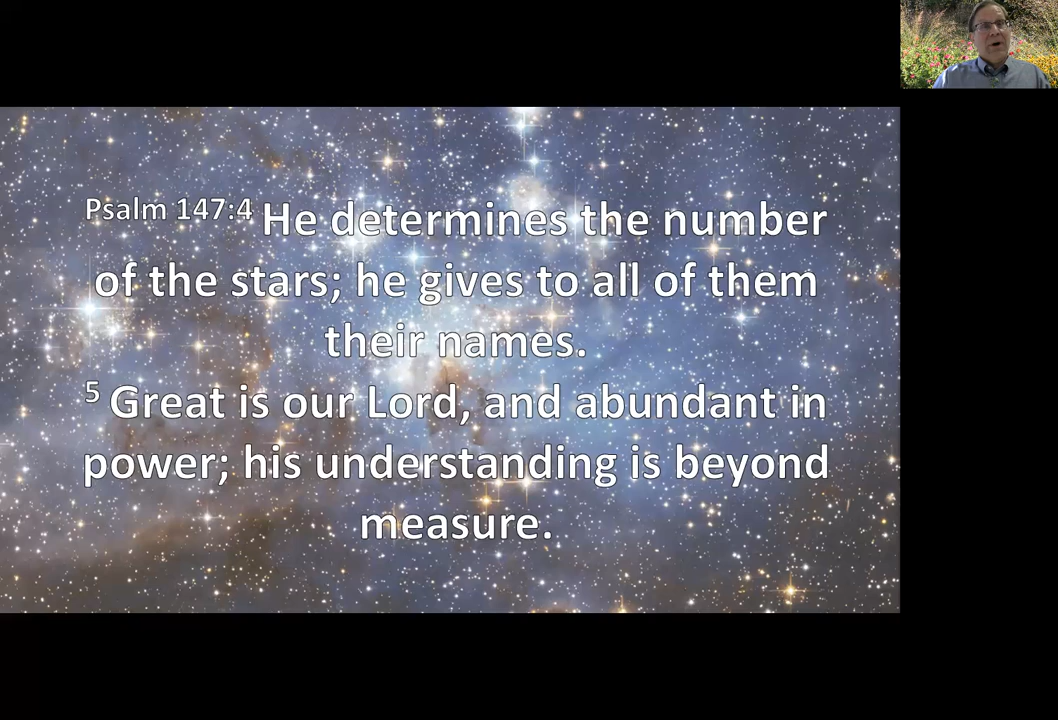 Psalm 147:4 He determines the number
of the stars; he gives to all of them
their names.
5 Great is our Lord, and abundant in
power; his understanding is beyond
measure.